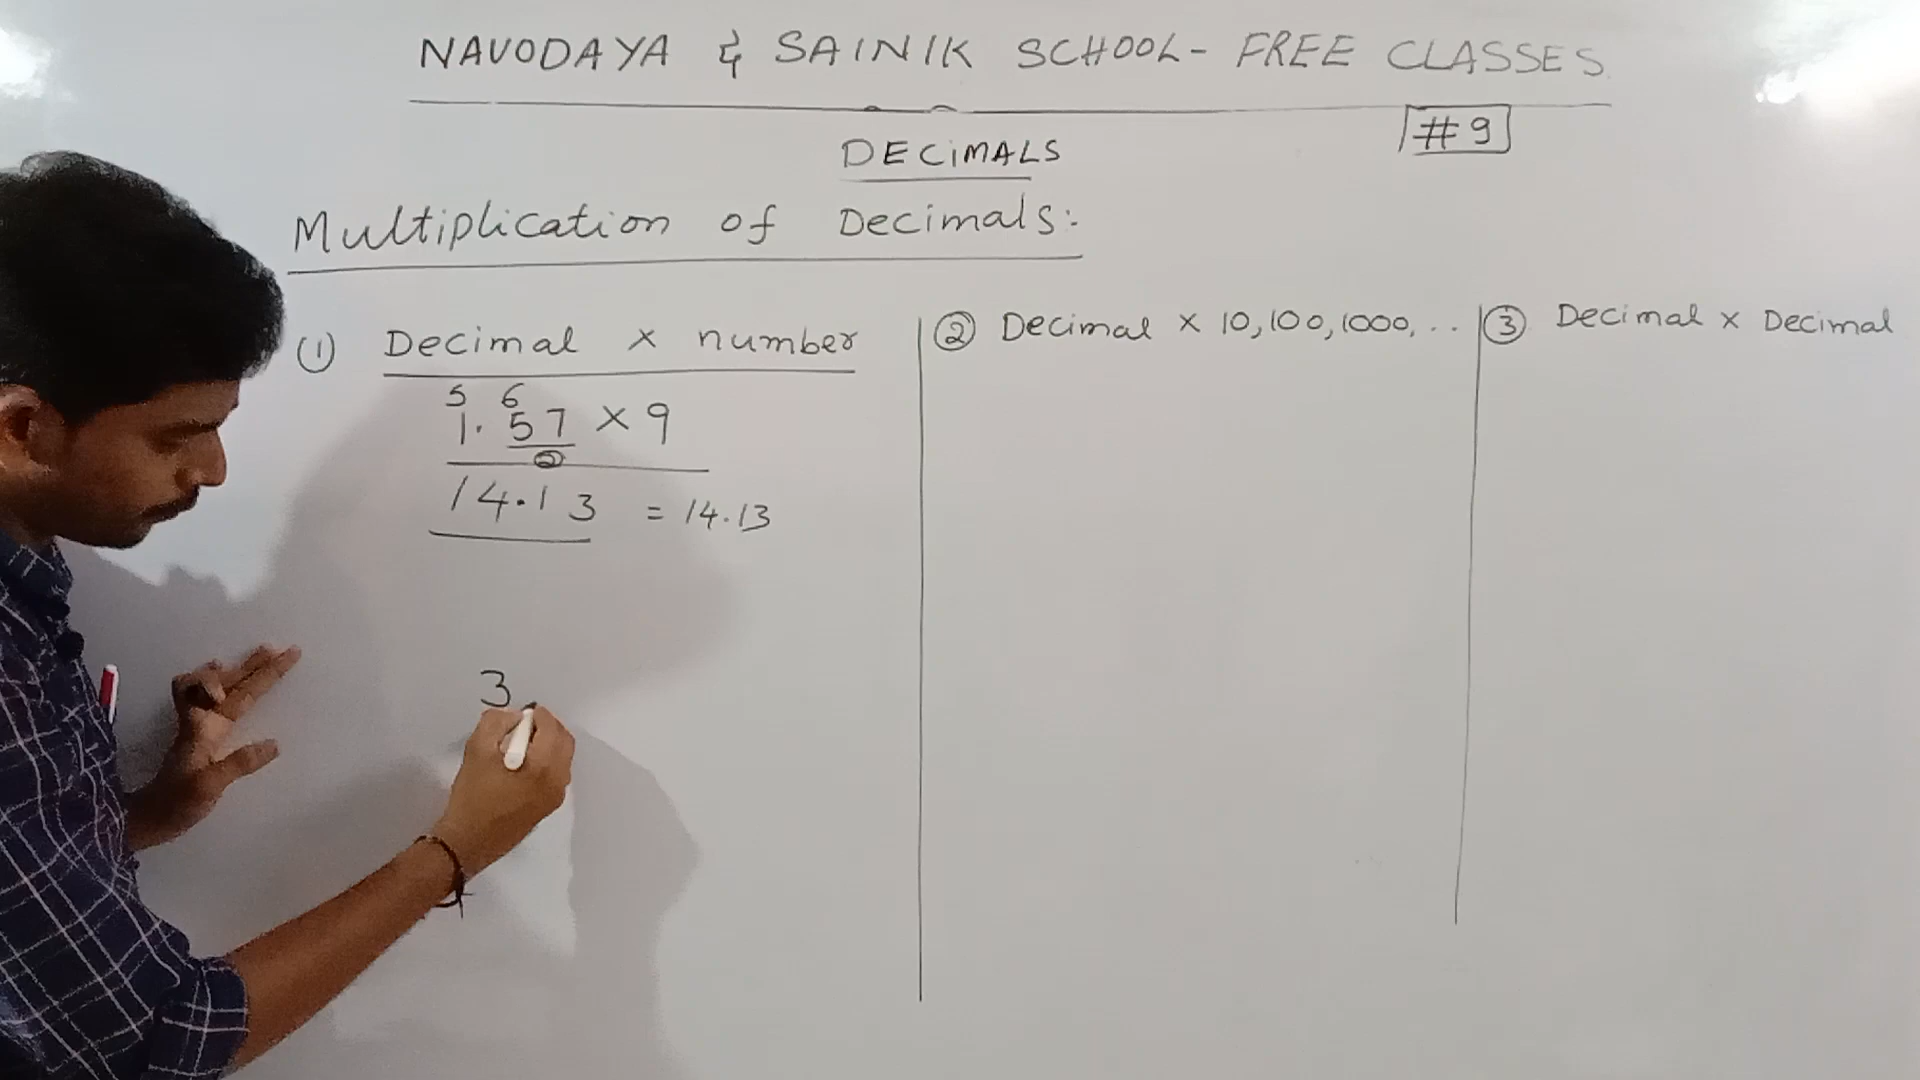 NAVODAYA & SAINIK SCHOOL- FREE CLASSES
#9
DECIMALS
Multiplication of Decimals:
(1) Decimal x number
5 6
1.57 x 9
2
14.13 = 14.13
3
② Decimal x 10,100,1000,..
③ Decimal x Decimal